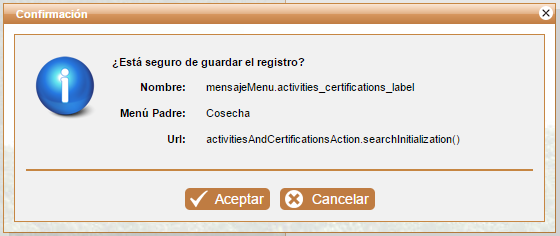 Confirmación
¿Está seguro de guardar el registro?
Nombre: mensajeMenu.activities_certifications_label
Menú Padre: Cosecha
Url: activitiesAndCertificationsAction.searchInitialization()
Aceptar Cancelar